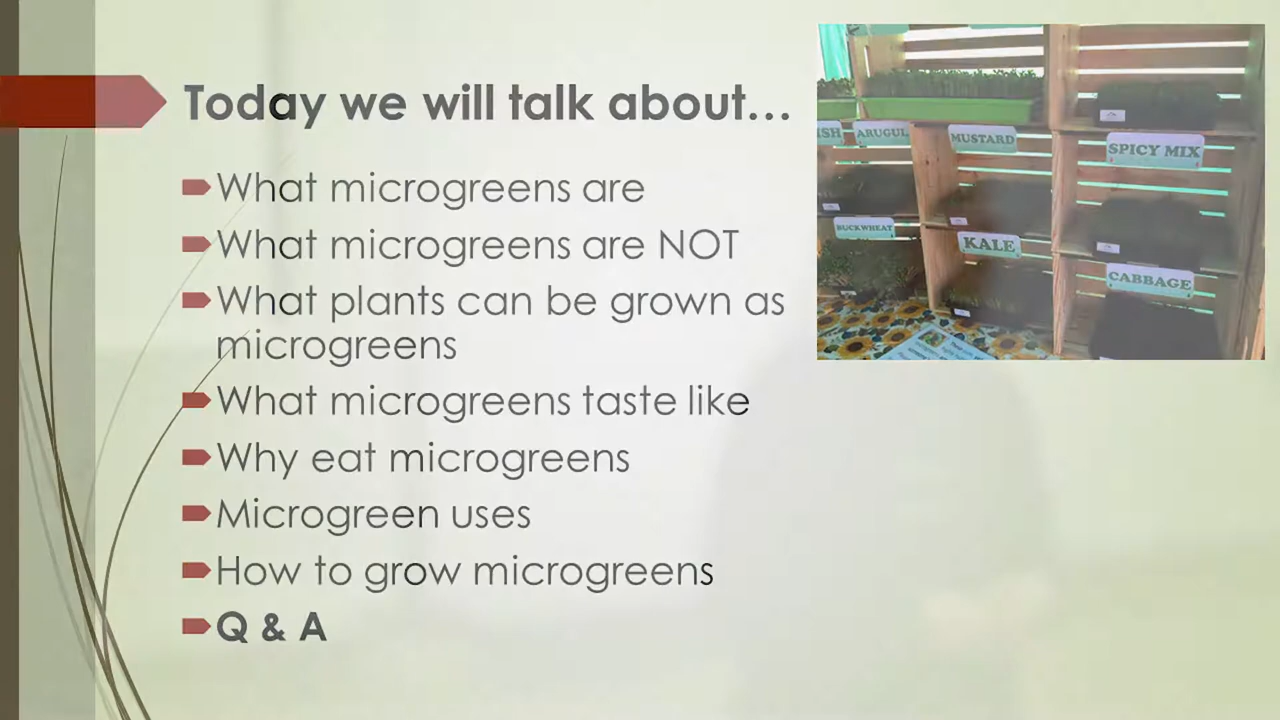 Today we will talk about...
What microgreens are
What microgreens are NOT
What plants can be grown as
microgreens
What microgreens taste like
Why eat microgreens
Microgreen uses
How to grow microgreens
Q & A
ISH
ARUGUL
MUSTARD
SPICY MIX
BUCKWHEAT
KALE
CABBAGE